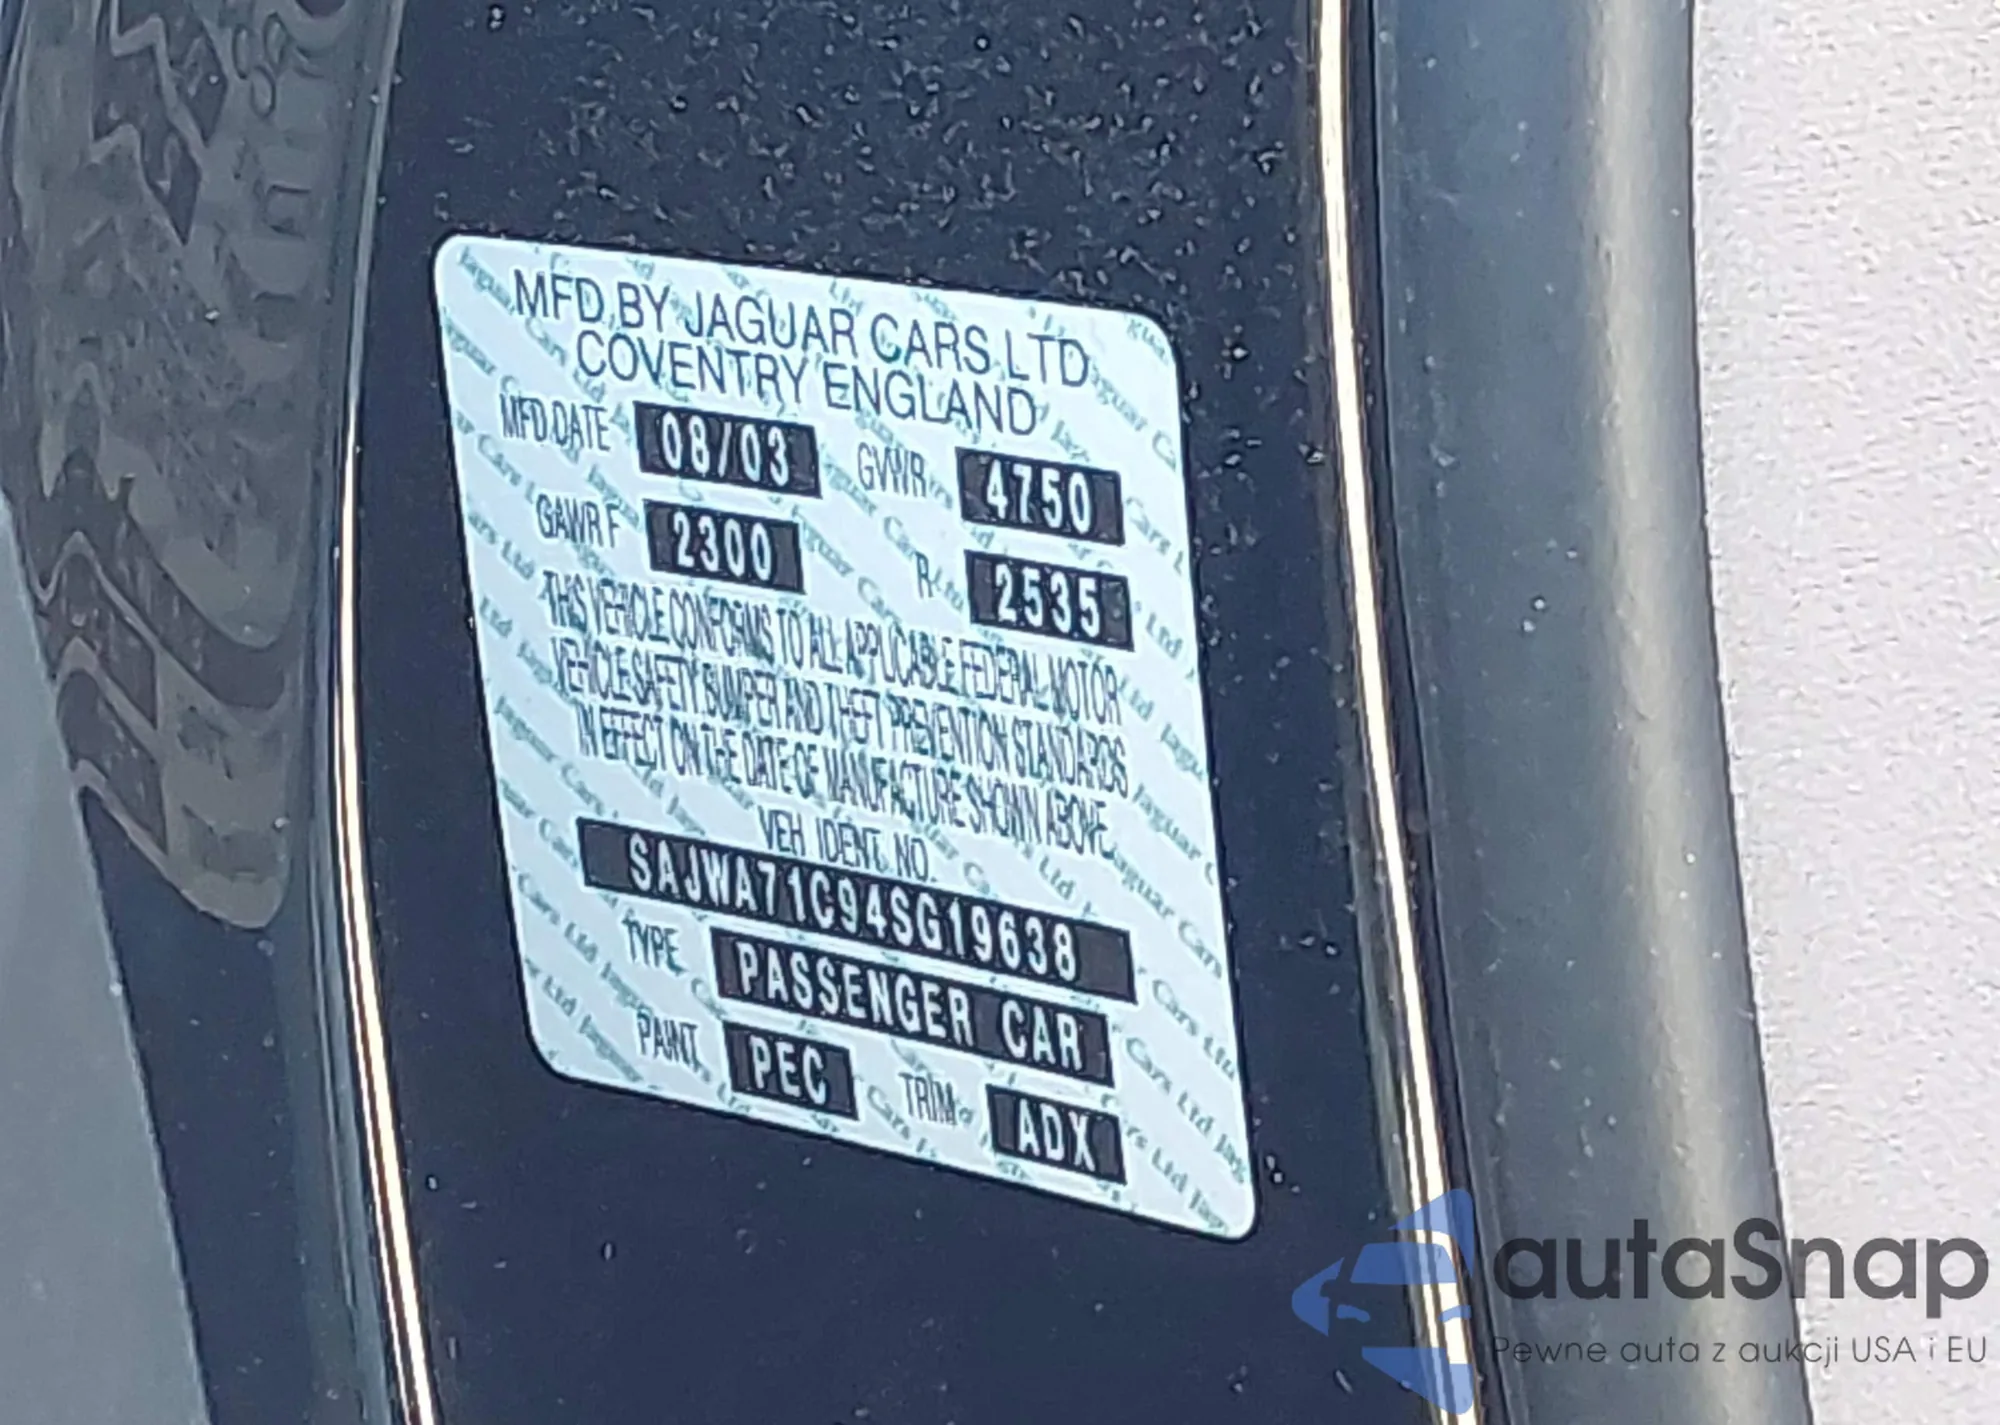 MFD BY JAGUAR CARS LTD
COVENTRY ENGLAND
MFD DATE 08/03 GVWR 4750
GAWR F 2300 R 2535
THIS VEHICLE CONFORMS TO ALL APPLICABLE FEDERAL MOTOR
VEHICLE SAFETY BUMPER AND THEFT PREVENTION STANDARDS
IN EFFECT ON THE DATE OF MANUFACTURE SHOWN ABOVE.
VEH IDENT. NO.
SAJWA71C94SG19638
TYPE PASSENGER CAR
PAINT PEC TRIM ADX
autaSnap
Pewne auta z aukcji USA i EU